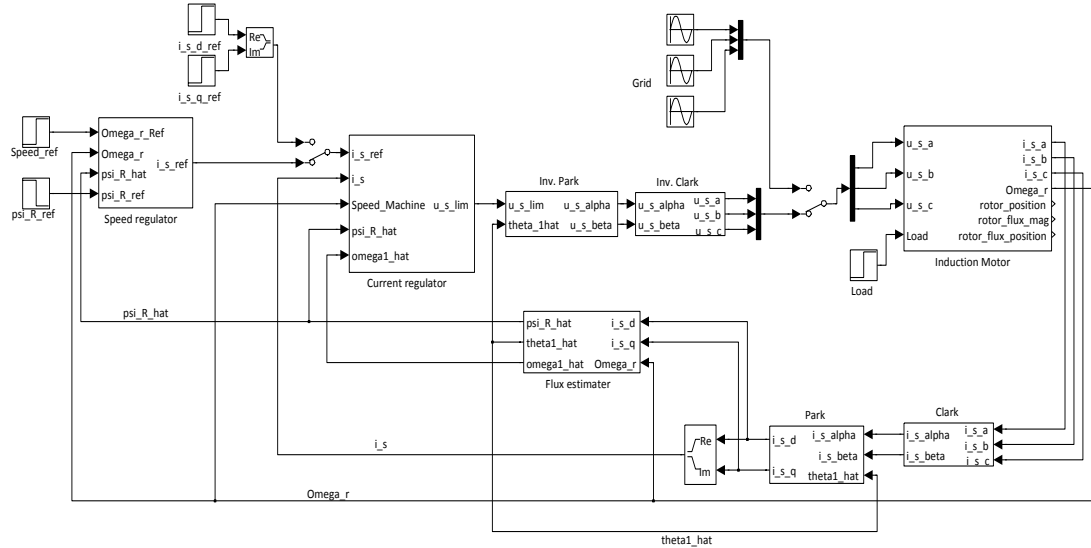 i_s_d_ref
Re
Im
i_s_q_ref
Grid
Speed_ref
psi_R_ref
Omega_r_Ref
Omega_r
psi_R_hat
psi_R_ref
i_s_ref
Speed regulator
i_s_ref
i_s
Speed_Machine
psi_R_hat
omega1_hat
u_s_lim
Current regulator
Inv. Park
u_s_lim
theta_1hat
u_s_alpha
u_s_beta
Inv. Clark
u_s_alpha
u_s_beta
u_s_a
u_s_b
u_s_c
u_s_a
u_s_b
u_s_c
Load
i_s_a
i_s_b
i_s_c
Omega_r
rotor_position
rotor_flux_mag
rotor_flux_position
Induction Motor
Load
psi_R_hat
psi_R_hat
theta1_hat
omega1_hat
i_s_d
i_s_q
Omega_r
Flux estimater
i_s
Re
Im
Park
i_s_d
i_s_q
i_s_alpha
i_s_beta
theta1_hat
Clark
i_s_alpha
i_s_beta
i_s_a
i_s_b
i_s_c
Omega_r
theta1_hat